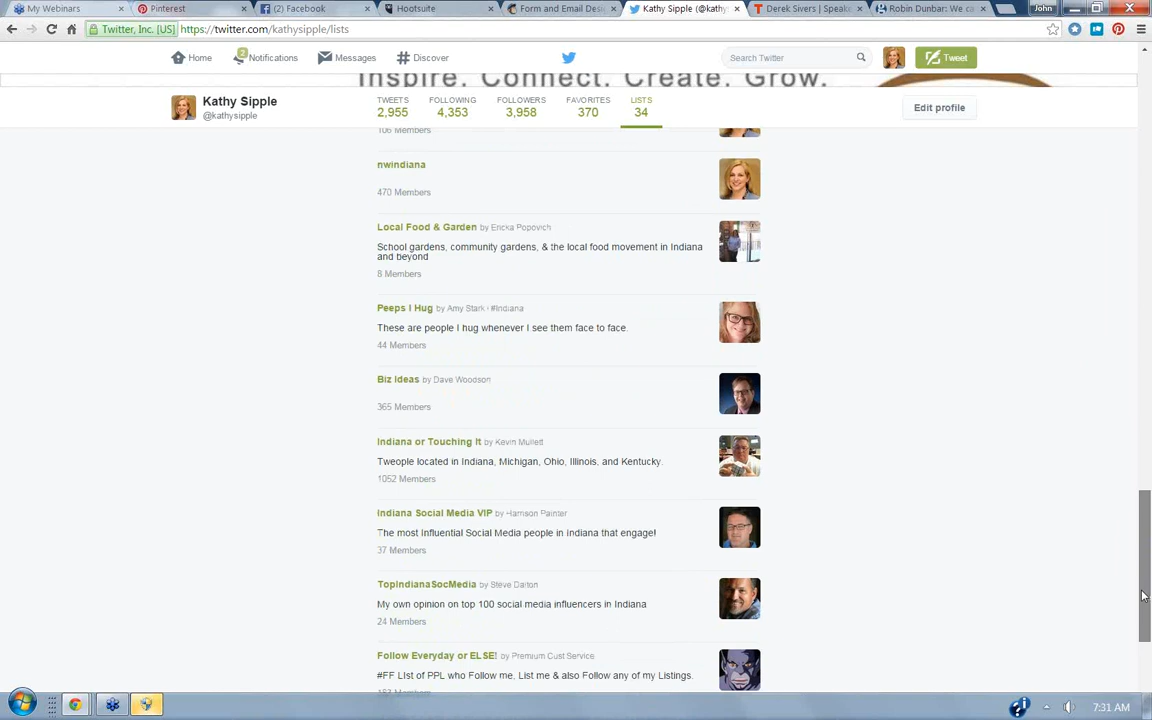 My Webinars
Pinterest
(2) Facebook
Hootsuite
Form and Email Desi
Kathy Sipple (@kathys
Derek Sivers | Speake
Robin Dunbar: We ca
John
Twitter, Inc. [US]
https://twitter.com/kathysipple/lists
2
Home
Notifications
Messages
Discover
Search Twitter
Tweet
Inspire. Connect. Create. Grow.
Kathy Sipple
@kathysipple
TWEETS
2,955
FOLLOWING
4,353
FOLLOWERS
3,958
FAVORITES
370
LISTS
34
Edit profile
106 Members
nwindiana
470 Members
Local Food & Garden by Ericka Popovich
School gardens, community gardens, & the local food movement in Indiana
and beyond
8 Members
Peeps I Hug by Amy Stark #Indiana
These are people I hug whenever I see them face to face.
44 Members
Biz Ideas by Dave Woodson
365 Members
Indiana or Touching It by Kevin Mullett
Tweople located in Indiana, Michigan, Ohio, Illinois, and Kentucky.
1052 Members
Indiana Social Media VIP by Harrison Painter
The most Influential Social Media people in Indiana that engage!
37 Members
TopIndianaSocMedia by Steve Dalton
My own opinion on top 100 social media influencers in Indiana
24 Members
Follow Everyday or ELSE! by Premium Cust Service
#FF LIst of PPL who Follow me, List me & also Follow any of my Listings.
Members
7:31 AM